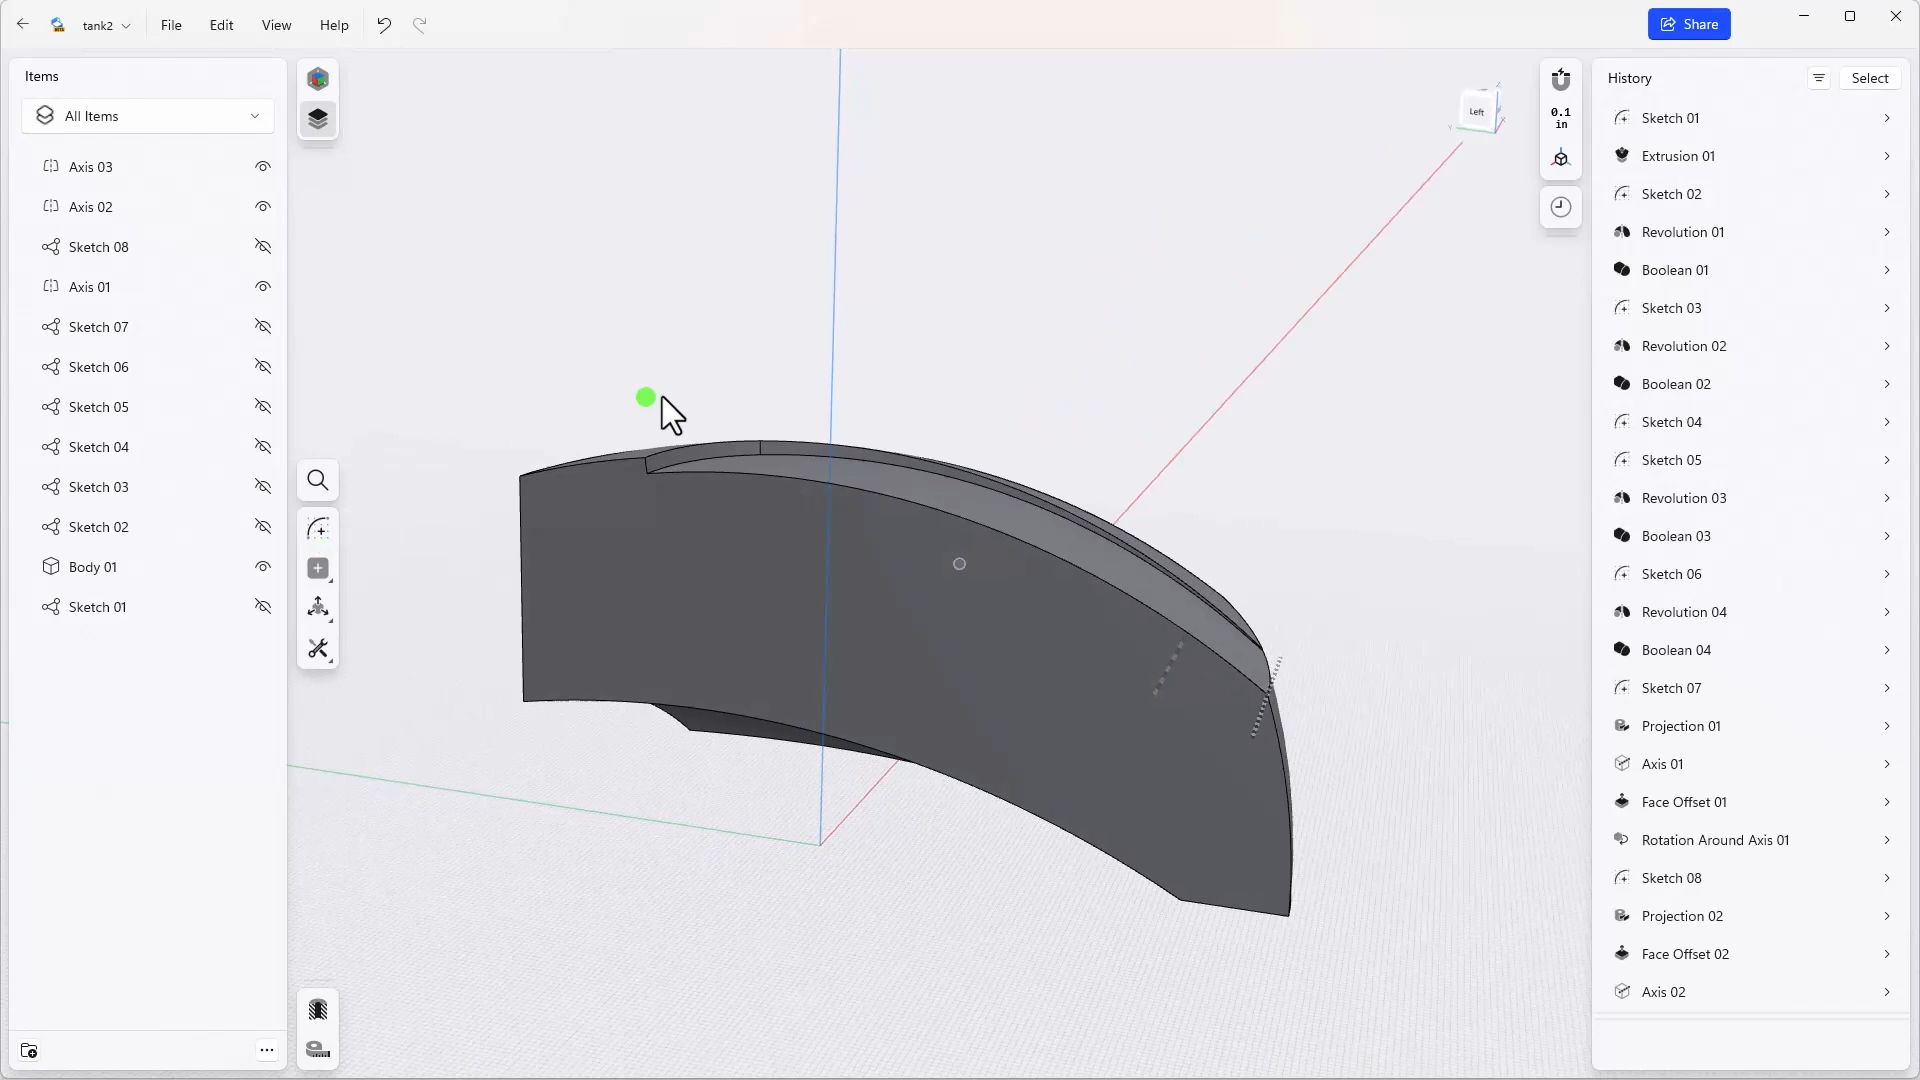 tank2
File
Edit
View
Help
Share
Items
All Items
Axis 03
Axis 02
Sketch 08
Axis 01
Sketch 07
Sketch 06
Sketch 05
Sketch 04
Sketch 03
Sketch 02
Body 01
Sketch 01
Left
Z
Y
X
0.1
in
History
Select
Sketch 01
Extrusion 01
Sketch 02
Revolution 01
Boolean 01
Sketch 03
Revolution 02
Boolean 02
Sketch 04
Sketch 05
Revolution 03
Boolean 03
Sketch 06
Revolution 04
Boolean 04
Sketch 07
Projection 01
Axis 01
Face Offset 01
Rotation Around Axis 01
Sketch 08
Projection 02
Face Offset 02
Axis 02